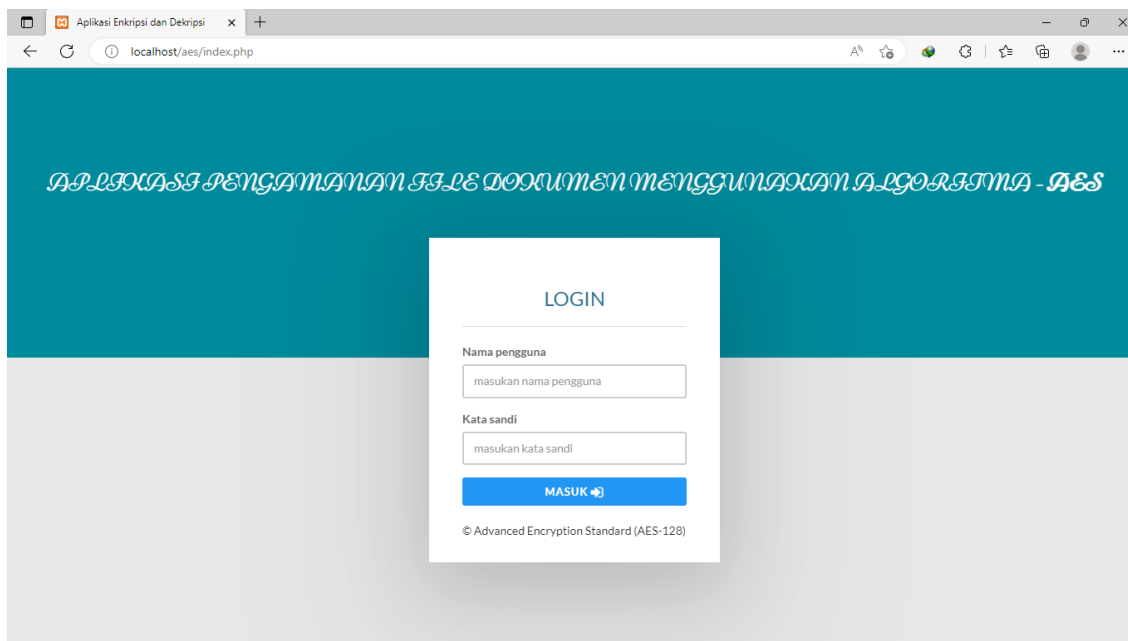 Aplikasi Enkripsi dan Dekripsi
localhost/aes/index.php
APLIKASI PENGAMANAN FILE DOKUMEN MENGGUNAKAN ALGORITMA - AES
LOGIN
Nama pengguna
masukan nama pengguna
Kata sandi
masukan kata sandi
MASUK
© Advanced Encryption Standard (AES-128)